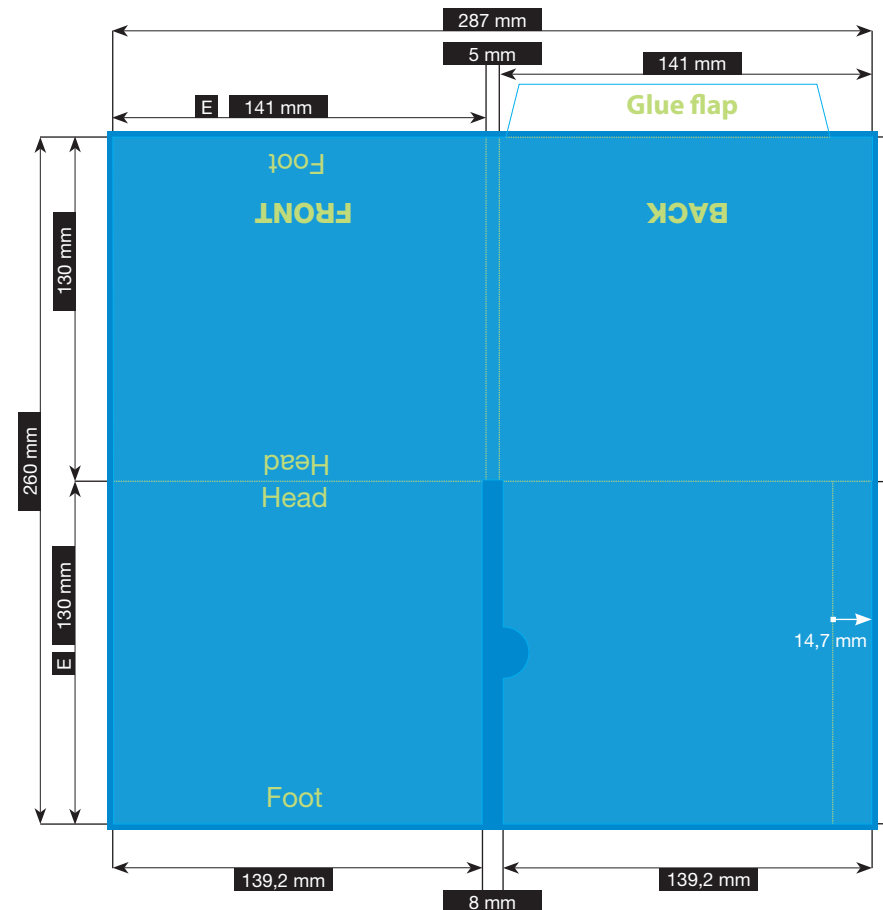 287 mm
5 mm
141 mm
E 141 mm
Glue flap
Foot
FRONT
BACK
130 mm
260 mm
Head
Head
E 130 mm
14,7 mm
Foot
139,2 mm
139,2 mm
8 mm